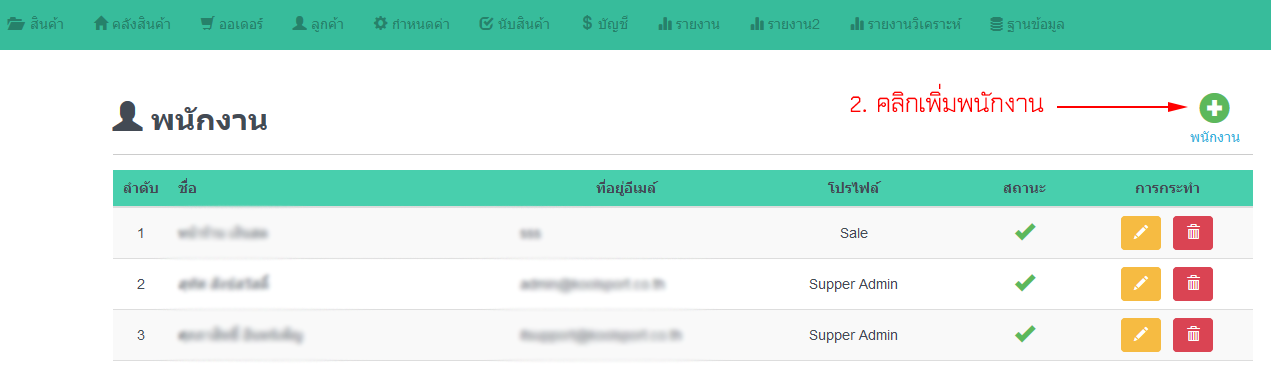 สินค้า คลังสินค้า ออเดอร์ ลูกค้า กำหนดค่า นับสินค้า บัญชี รายงาน รายงาน2 รายงานวิเคราะห์ ฐานข้อมูล
2. คลิกเพิ่มพนักงาน
พนักงาน
พนักงาน
ลำดับ ชื่อ ที่อยู่อีเมล์ โปรไฟล์ สถานะ การกระทำ
1 Sale
2 Supper Admin
3 Supper Admin